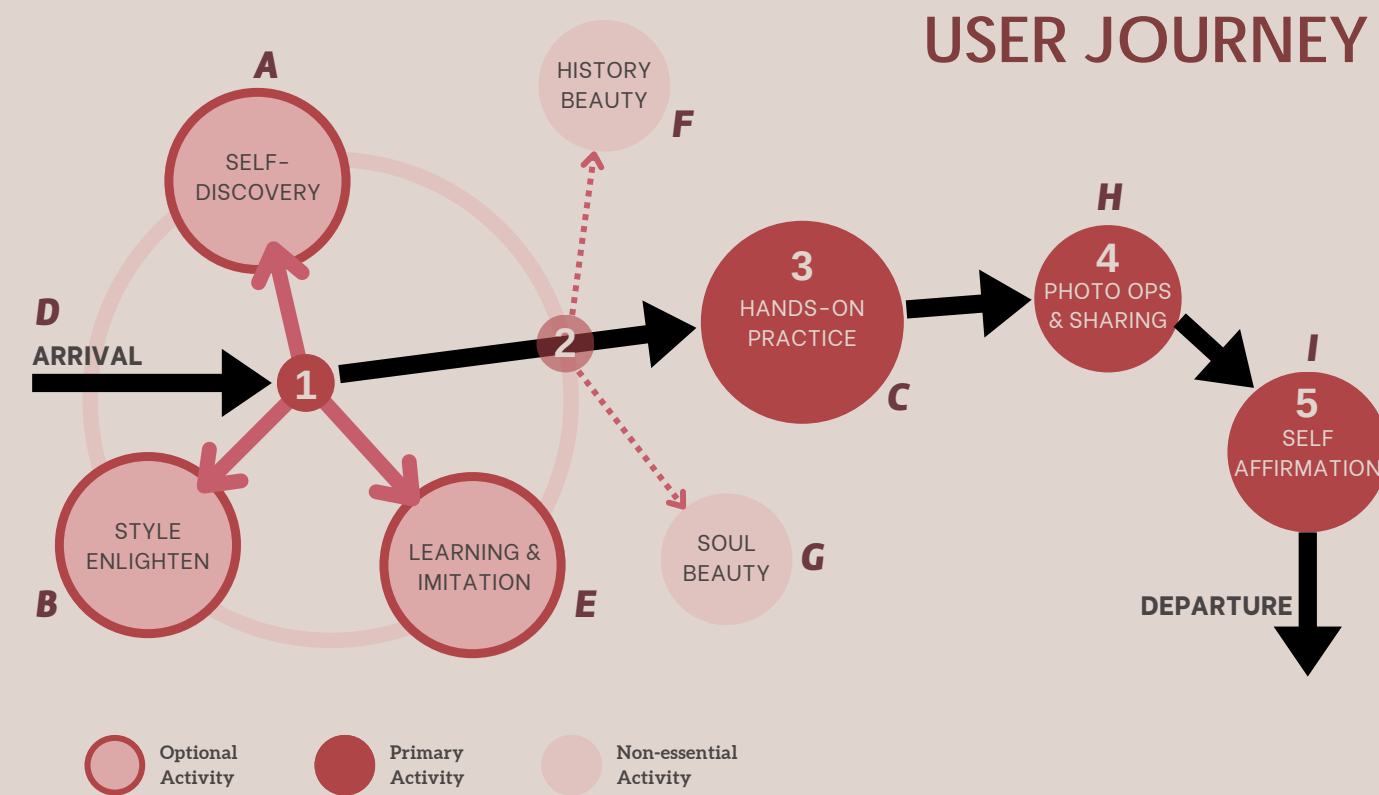 USER JOURNEY
A
SELF-
DISCOVERY
HISTORY
BEAUTY
F
D
ARRIVAL
1
2
3
HANDS-ON
PRACTICE
C
H
4
PHOTO OPS
& SHARING
I
5
SELF
AFFIRMATION
STYLE
ENLIGHTEN
B
LEARNING &
IMITATION
E
SOUL
BEAUTY
G
DEPARTURE
Optional
Activity
Primary
Activity
Non-essential
Activity